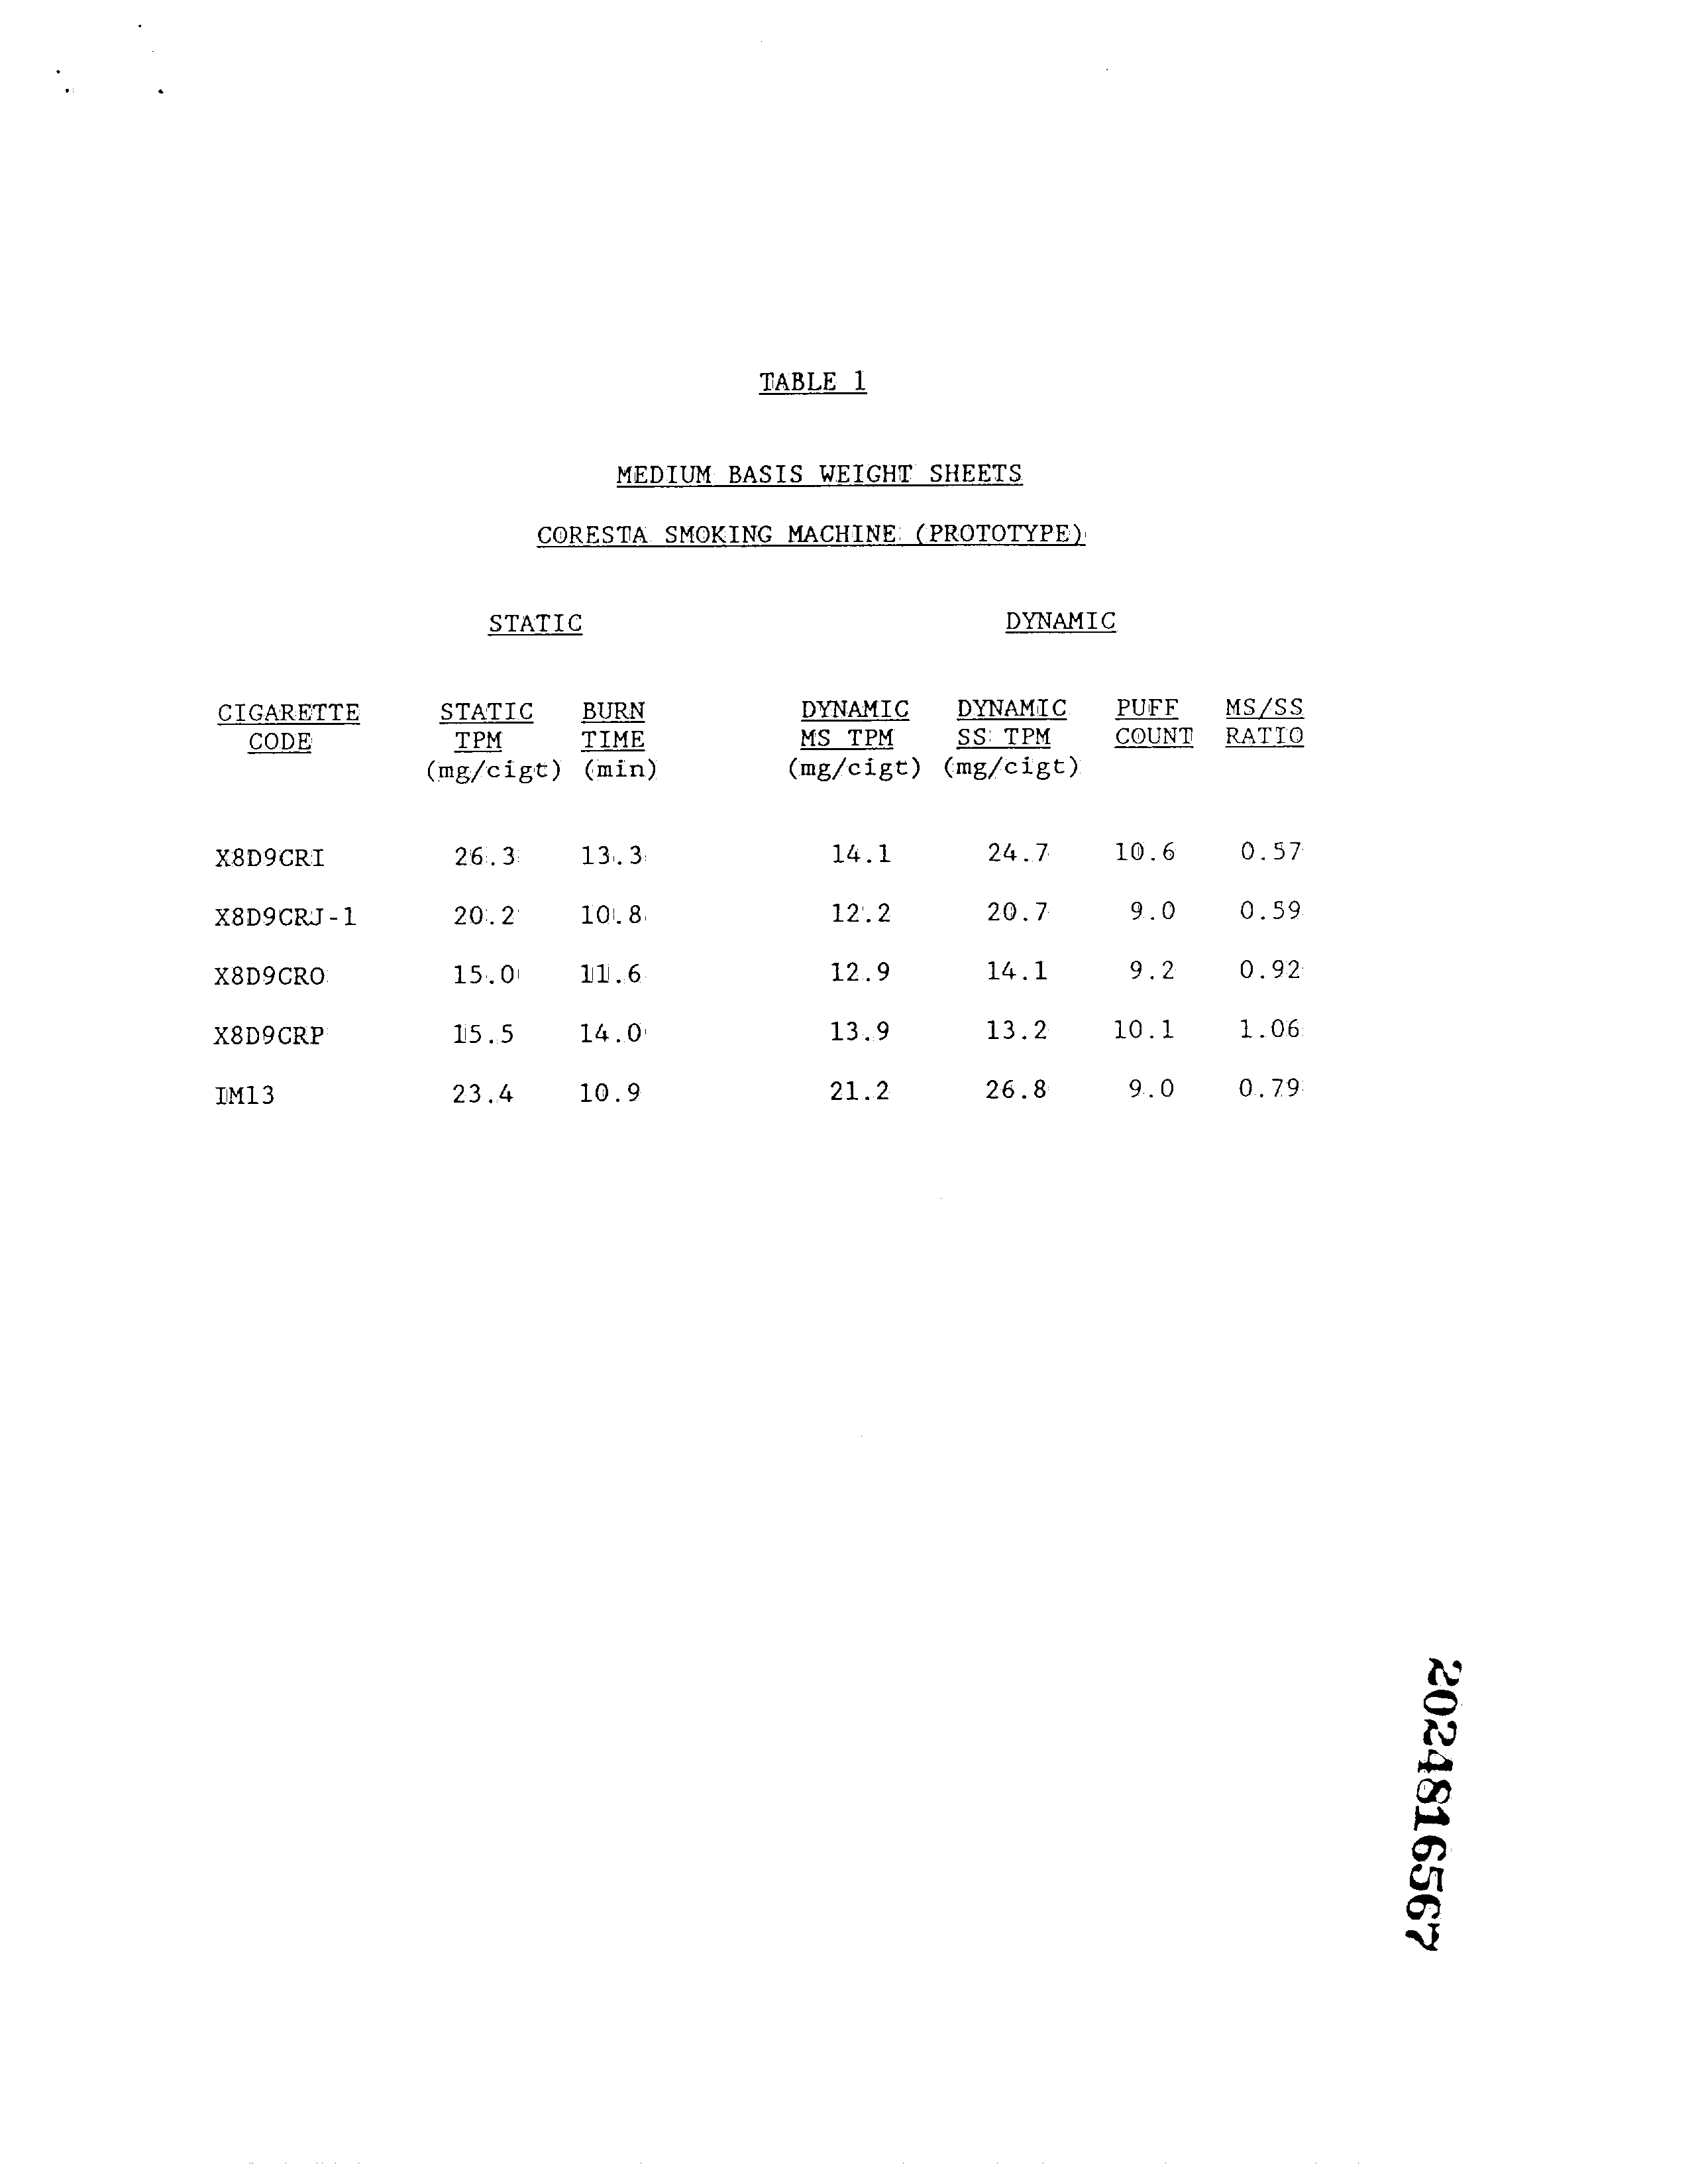 TABLE 1
MEDIUM BASIS WEIGHT SHEETS
CORESTA SMOKING MACHINE (PROTOTYPE)
STATIC DYNAMIC
CIGARETTE STATIC BURN DYNAMIC DYNAMIC PUFF MS/SS
CODE TPM TIME MS TPM SS TPM COUNT RATIO
(mg/cigt) (min) (mg/cigt) (mg/cigt)
X8D9CRI 26.3 13.3 14.1 24.7 10.6 0.57
X8D9CRJ-1 20.2 10.8 12.2 20.7 9.0 0.59
X8D9CRO 15.0 11.6 12.9 14.1 9.2 0.92
X8D9CRP 15.5 14.0 13.9 13.2 10.1 1.06
IM13 23.4 10.9 21.2 26.8 9.0 0.79
2024816567